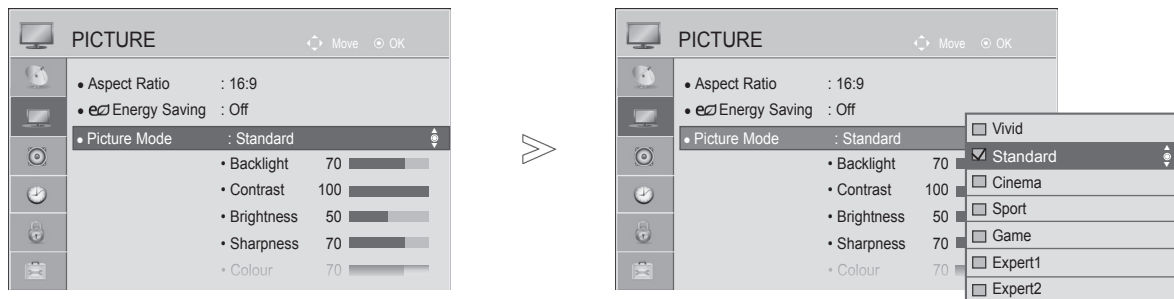 PICTURE
Move OK
• Aspect Ratio : 16:9
• eco Energy Saving : Off
• Picture Mode : Standard
• Backlight 70
• Contrast 100
• Brightness 50
• Sharpness 70
• Colour 70
PICTURE
Move OK
• Aspect Ratio : 16:9
• eco Energy Saving : Off
• Picture Mode : Standard
• Backlight 70
• Contrast 100
• Brightness 50
• Sharpness 70
• Colour 70
Vivid
Standard
Cinema
Sport
Game
Expert1
Expert2